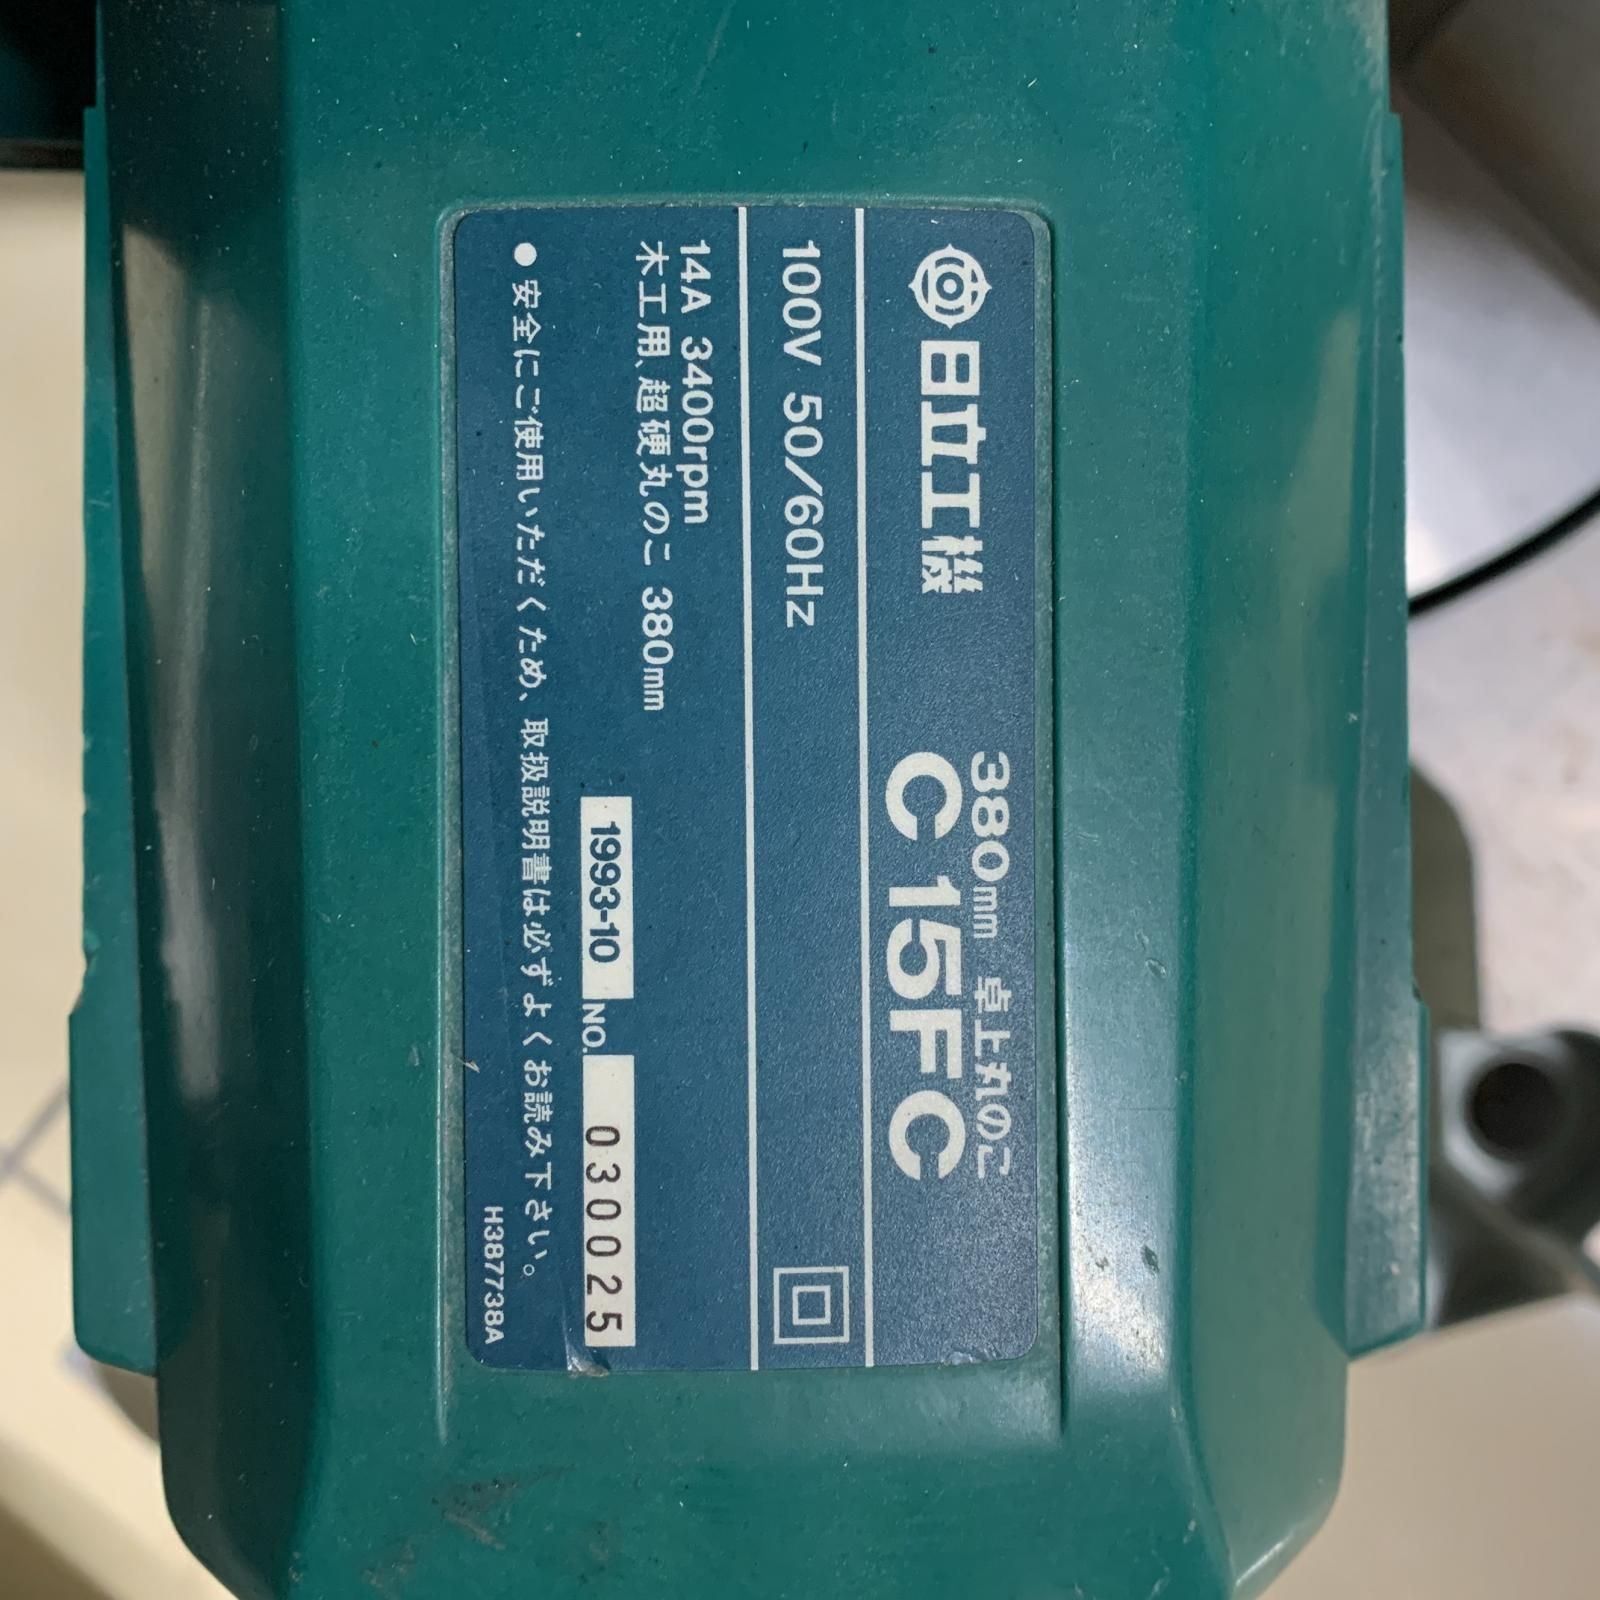 日立工機
380mm 卓上丸のこ
C 15FC
100V 50/60Hz
14A 3400rpm
木工用、超硬丸のこ 380mm
1993-10 NO. 030025
●安全にご使用いただくため、取扱説明書は必ずよくお読み下さい。
H387738A